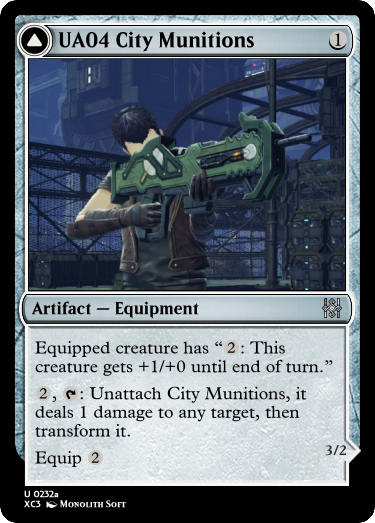 UA04 City Munitions 1
Artifact — Equipment
Equipped creature has “2: This
creature gets +1/+0 until end of turn.”
2, : Unattach City Munitions, it
deals 1 damage to any target, then
transform it.
Equip 2
3/2
U 0232a
XC3 Monolith Soft